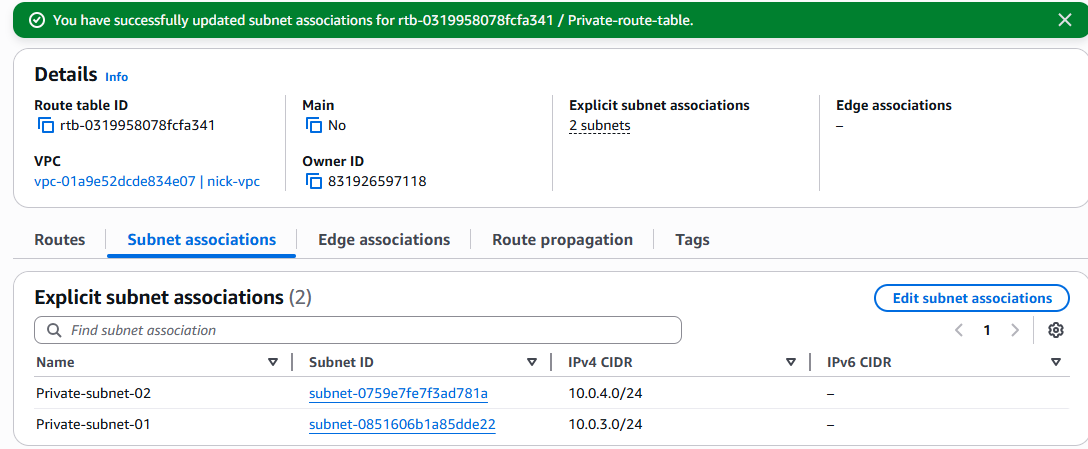 You have successfully updated subnet associations for rtb-0319958078fcfa341 / Private-route-table.
Details Info
Route table ID
rtb-0319958078fcfa341
Main
No
Explicit subnet associations
2 subnets
Edge associations
–
VPC
vpc-01a9e52dcde834e07 | nick-vpc
Owner ID
831926597118
Routes Subnet associations Edge associations Route propagation Tags
Explicit subnet associations (2)
Edit subnet associations
Find subnet association
1
Name Subnet ID IPv4 CIDR IPv6 CIDR
Private-subnet-02 subnet-0759e7fe7f3ad781a 10.0.4.0/24 –
Private-subnet-01 subnet-0851606b1a85dde22 10.0.3.0/24 –